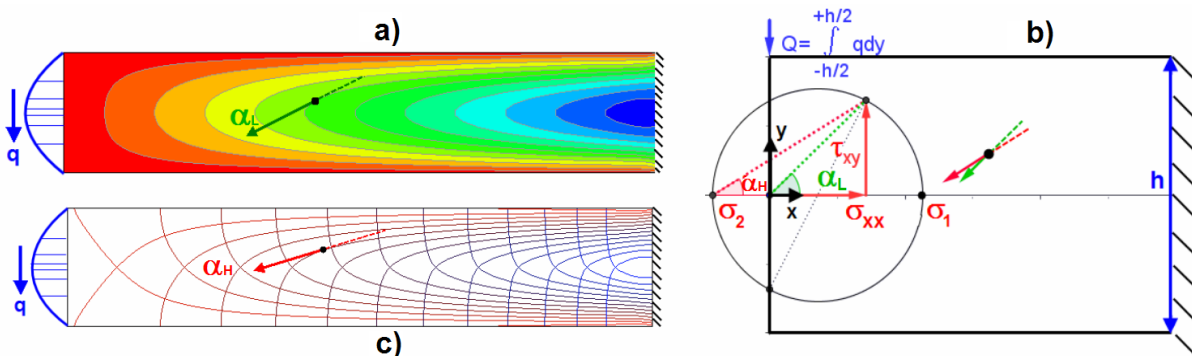 a)
αL
q
αH
q
c)
+h/2
Q= ∫ qdy
-h/2
b)
y
τxy
αH
αL
h
x
σ2
σxx
σ1